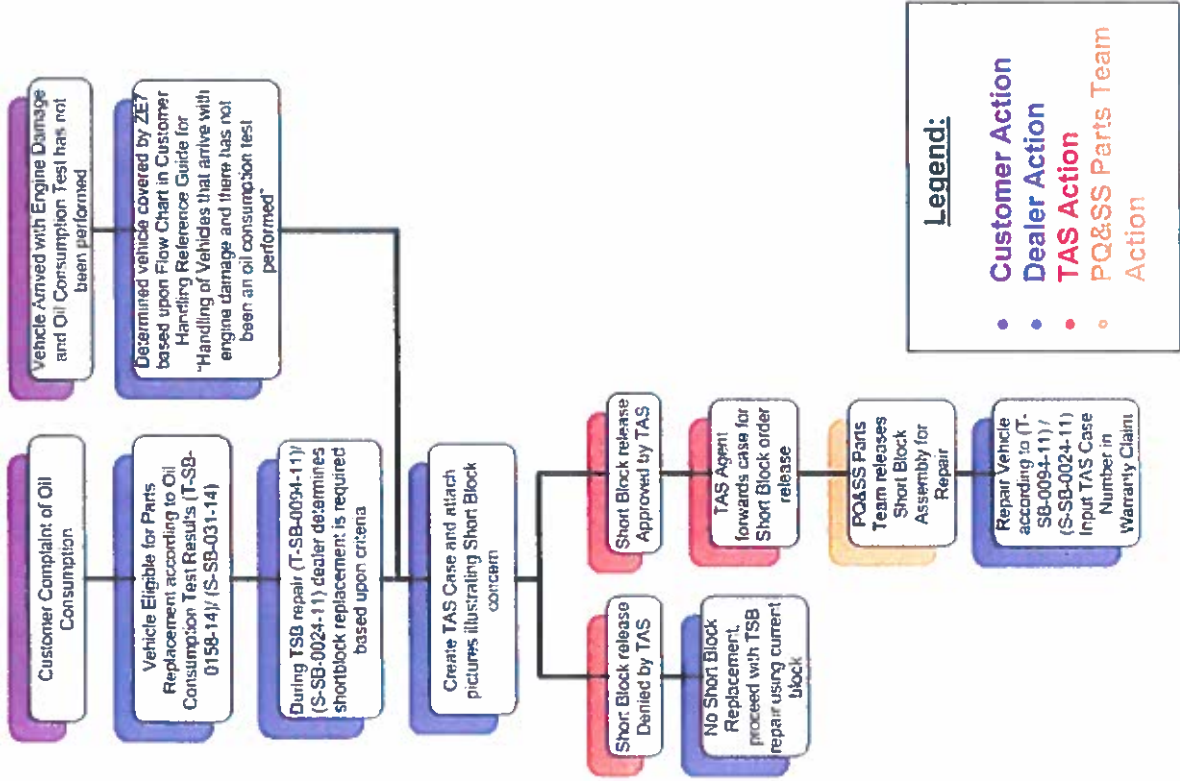 Customer Complaint of Oil
Consumption
Vehicle Eligible for Parts
Replacement according to Oil
Consumption Test Results (T-SB-
0158-14)/ (S-SB-031-14)
During TSB repair (T-SB-0094-11)/
(S-SB-0024-11) dealer determines
shortblock replacement is required
based upon criteria
Vehicle Arrived with Engine Damage
and Oil Consumption Test has not
been performed
Determined vehicle covered by ZE7
based upon Flow Chart in Customer
Handling Reference Guide for
"Handling of Vehicles that arrive with
engine damage and there has not
been an oil consumption test
performed"
Create TAS Case and attach
pictures illustrating Short Block
concern
Short Block release
Denied by TAS
No Short Block
Replacement,
proceed with TSB
repair using current
block
Short Block release
Approved by TAS
TAS Agent
forwards case for
Short Block order
release
PQ&SS Parts
Team releases
Short Block
Assembly for
Repair
Repair Vehicle
according to (T-
SB-0094-11)/
(S-SB-0024-11)
Input TAS Case
Number in
Warranty Claim
Legend:
• Customer Action
• Dealer Action
• TAS Action
• PQ&SS Parts Team
Action